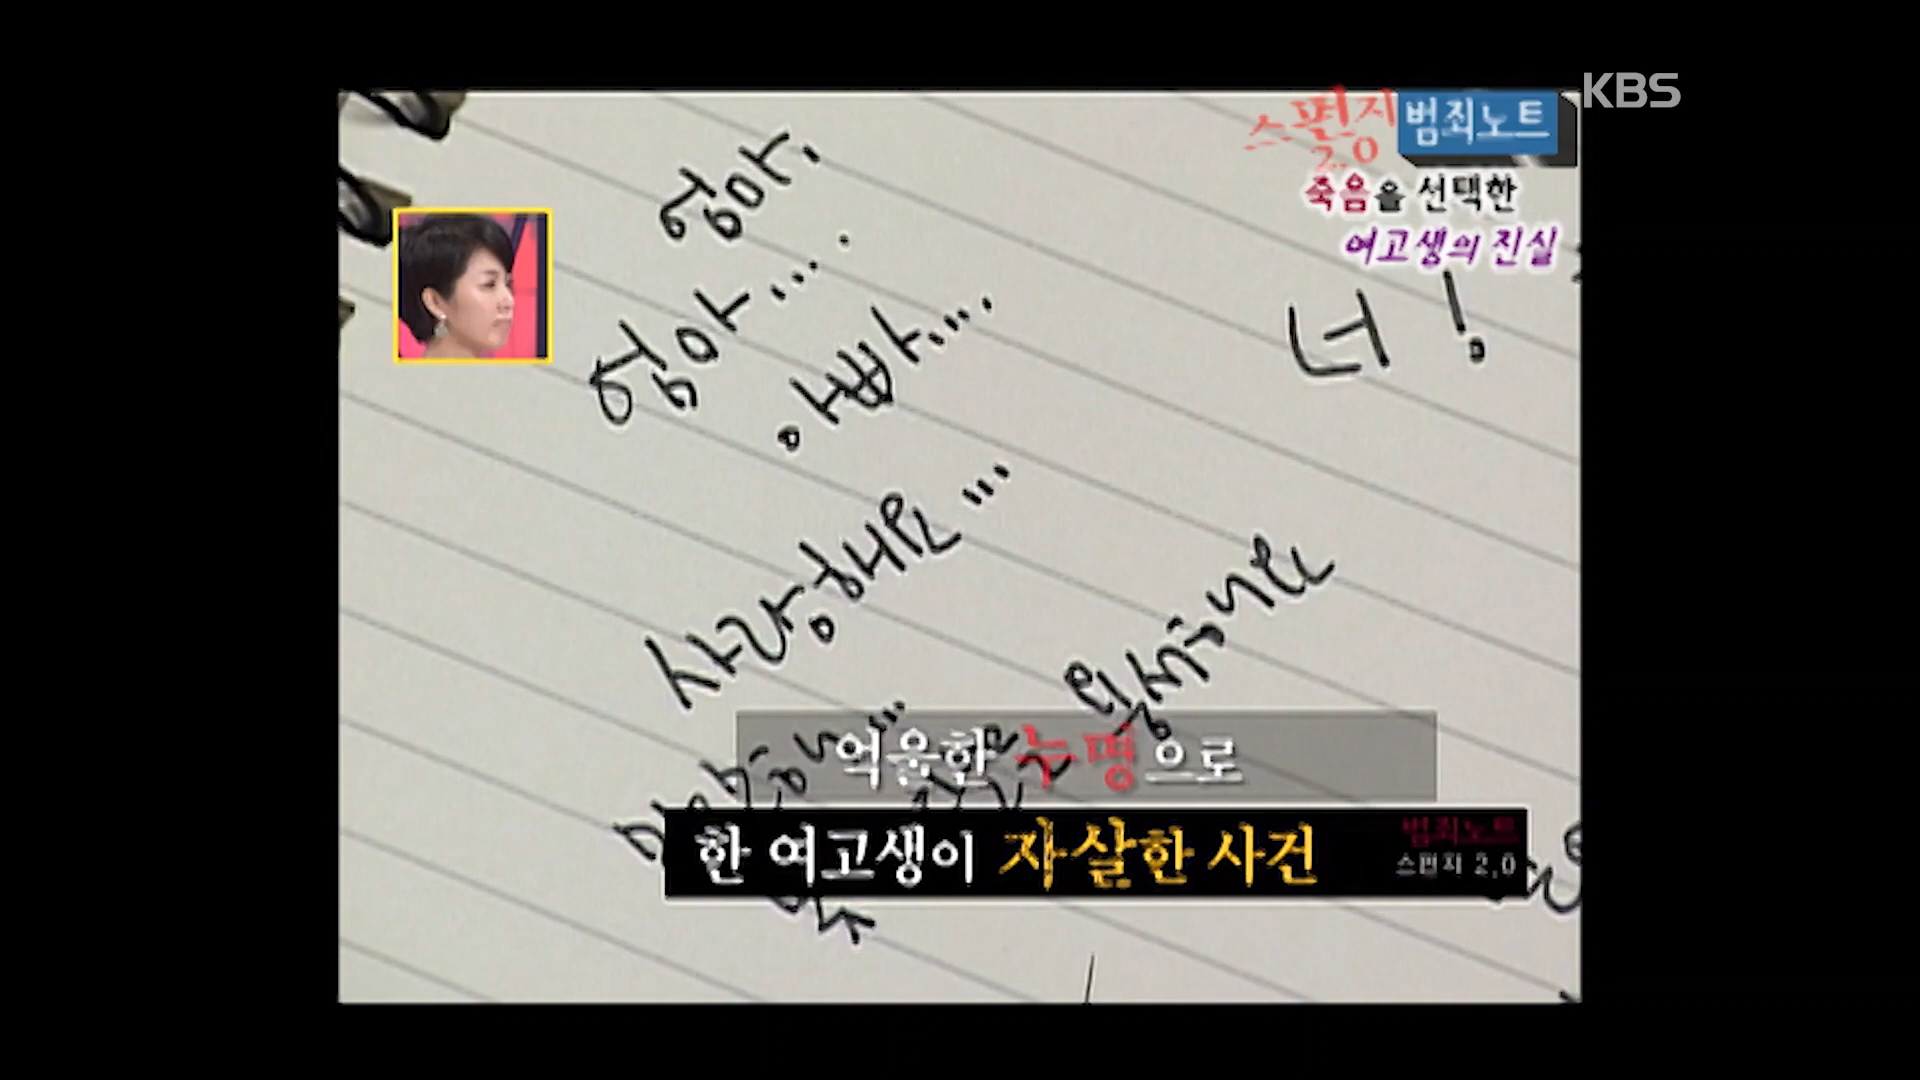 KBS
스펀지 2.0 범죄노트
죽음을 선택한
여고생의 진실
엄마.
엄마....
아빠....
너!
사랑해요...
억울한 누명으로
한 여고생이 자살한 사건
범죄노트
스펀지 2.0